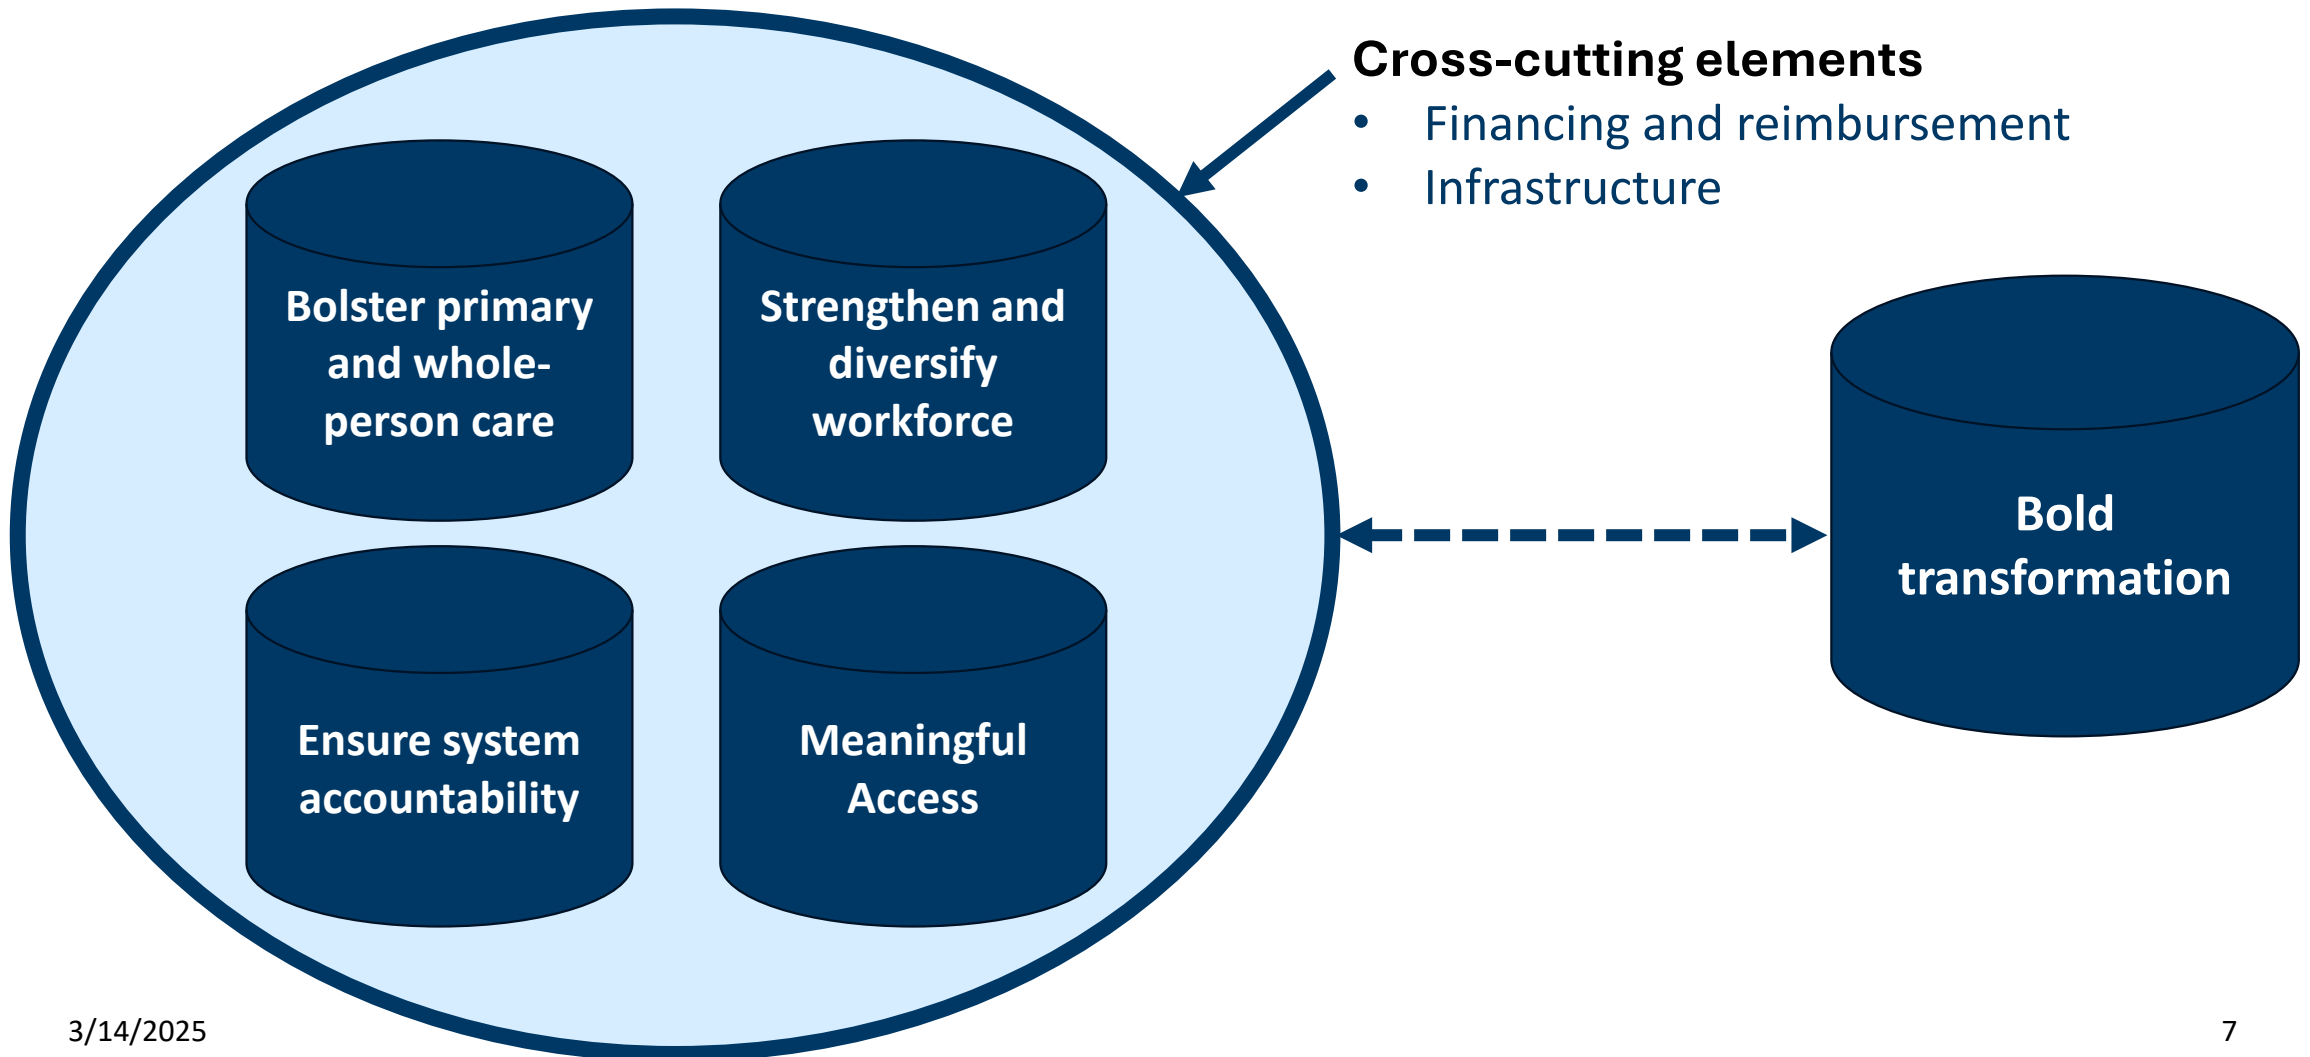 Cross-cutting elements
• Financing and reimbursement
• Infrastructure
Bolster primary
and whole-
person care
Strengthen and
diversify
workforce
Ensure system
accountability
Meaningful
Access
Bold
transformation
3/14/2025
7